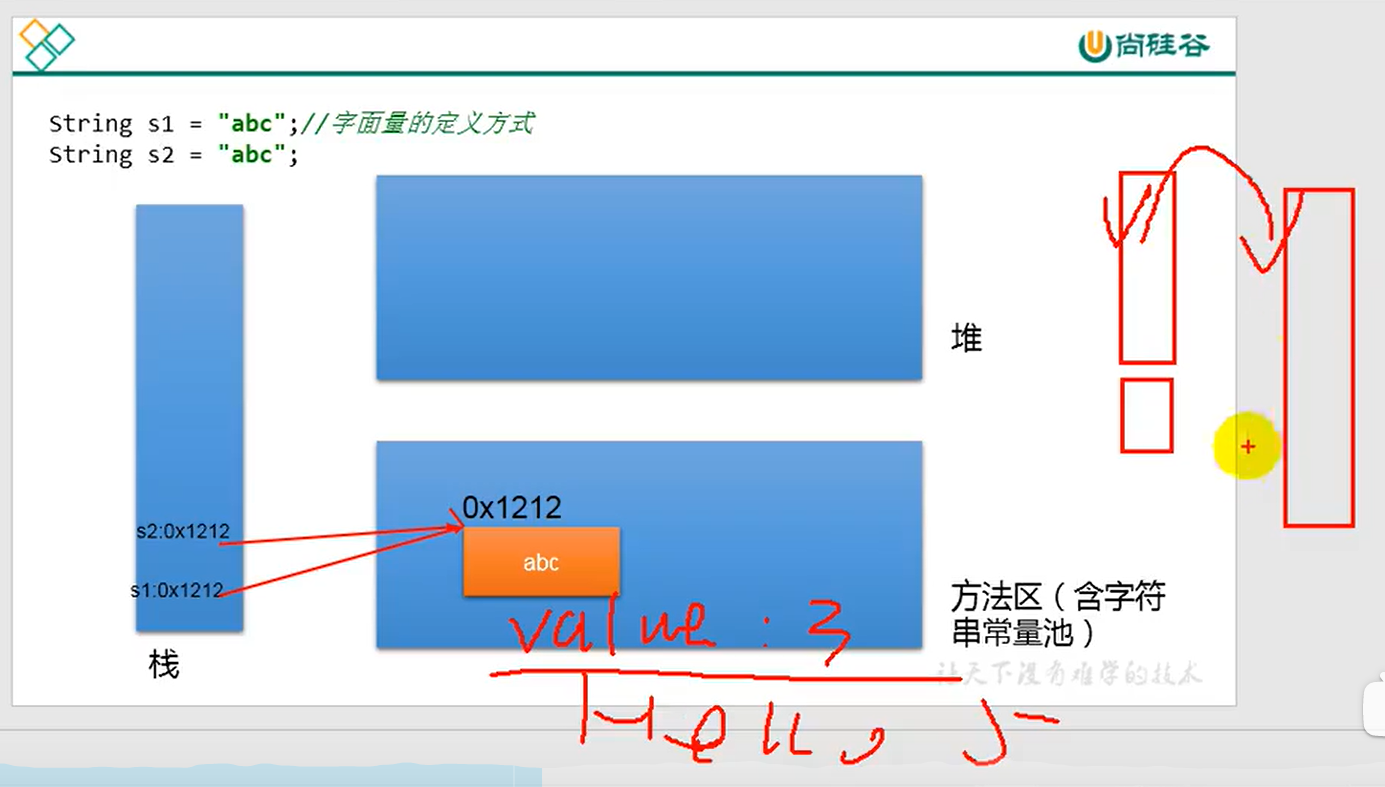 尚硅谷
String s1 = "abc";//字面量的定义方式
String s2 = "abc";
堆
0x1212
s2:0x1212
abc
s1:0x1212
value : 3
方法区（含字符
串常量池）
栈
让天下没有难学的技术
Hello 5